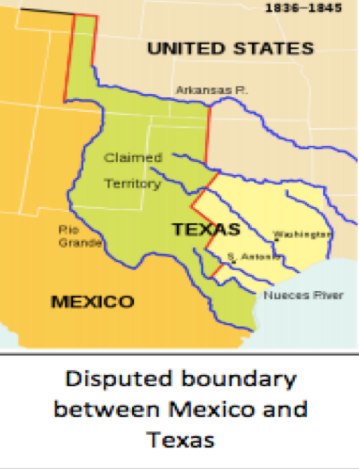 1836–1845
UNITED STATES
Arkansas R.
Claimed
Territory
TEXAS
Rio
Grande
Washington
S. Antonio
Nueces River
MEXICO
Disputed boundary
between Mexico and
Texas